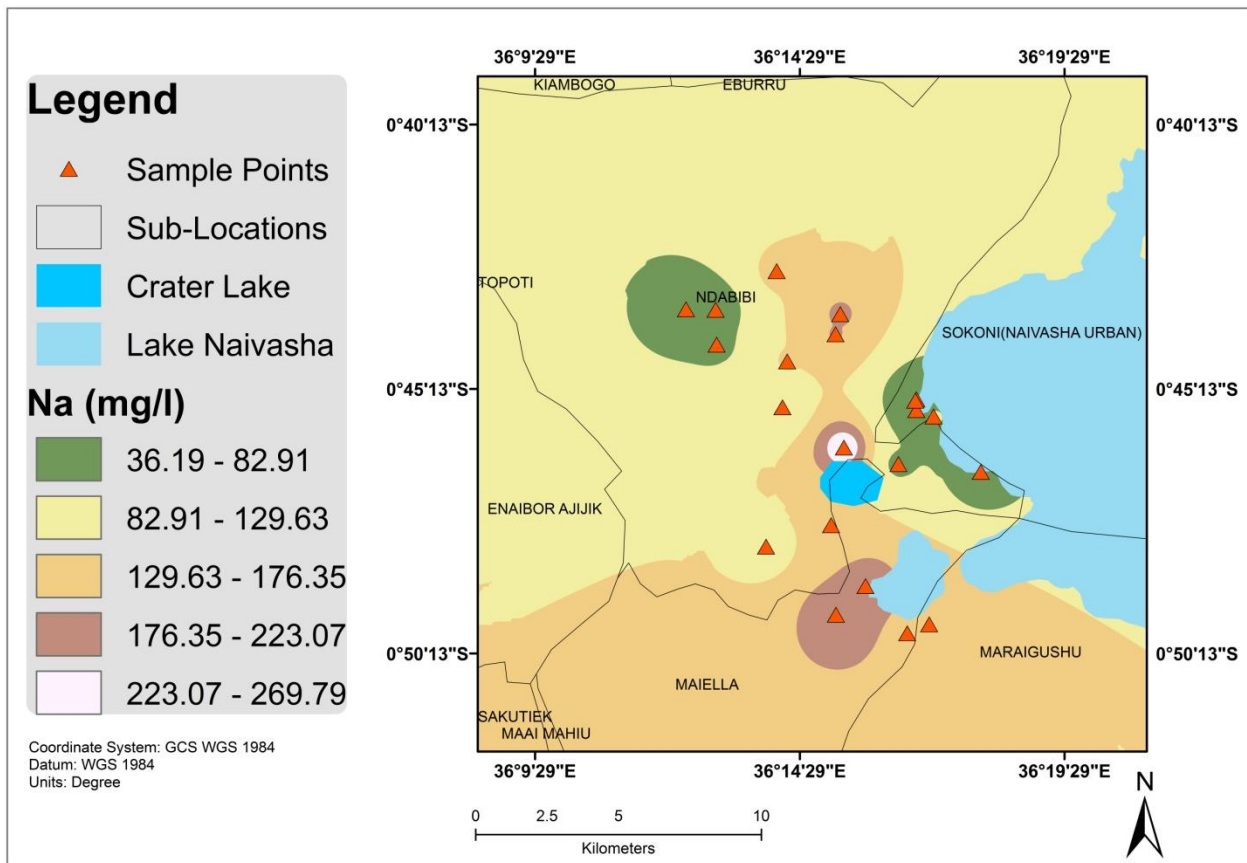 Legend
Sample Points
Sub-Locations
Crater Lake
Lake Naivasha
Na (mg/l)
36.19 - 82.91
82.91 - 129.63
129.63 - 176.35
176.35 - 223.07
223.07 - 269.79
Coordinate System: GCS WGS 1984
Datum: WGS 1984
Units: Degree
36°9'29"E 36°14'29"E 36°19'29"E
KIAMBOGO EBURRU
0°40'13"S 0°40'13"S
TOPOTI
NDABIBI
SOKONI(NAIVASHA URBAN)
0°45'13"S 0°45'13"S
ENAIBOR AJIJIK
0°50'13"S 0°50'13"S
MARAIGUSHU
MAIELLA
SAKUTIEK
MAAI MAHIU
36°9'29"E 36°14'29"E 36°19'29"E
N
0 2.5 5 10
Kilometers